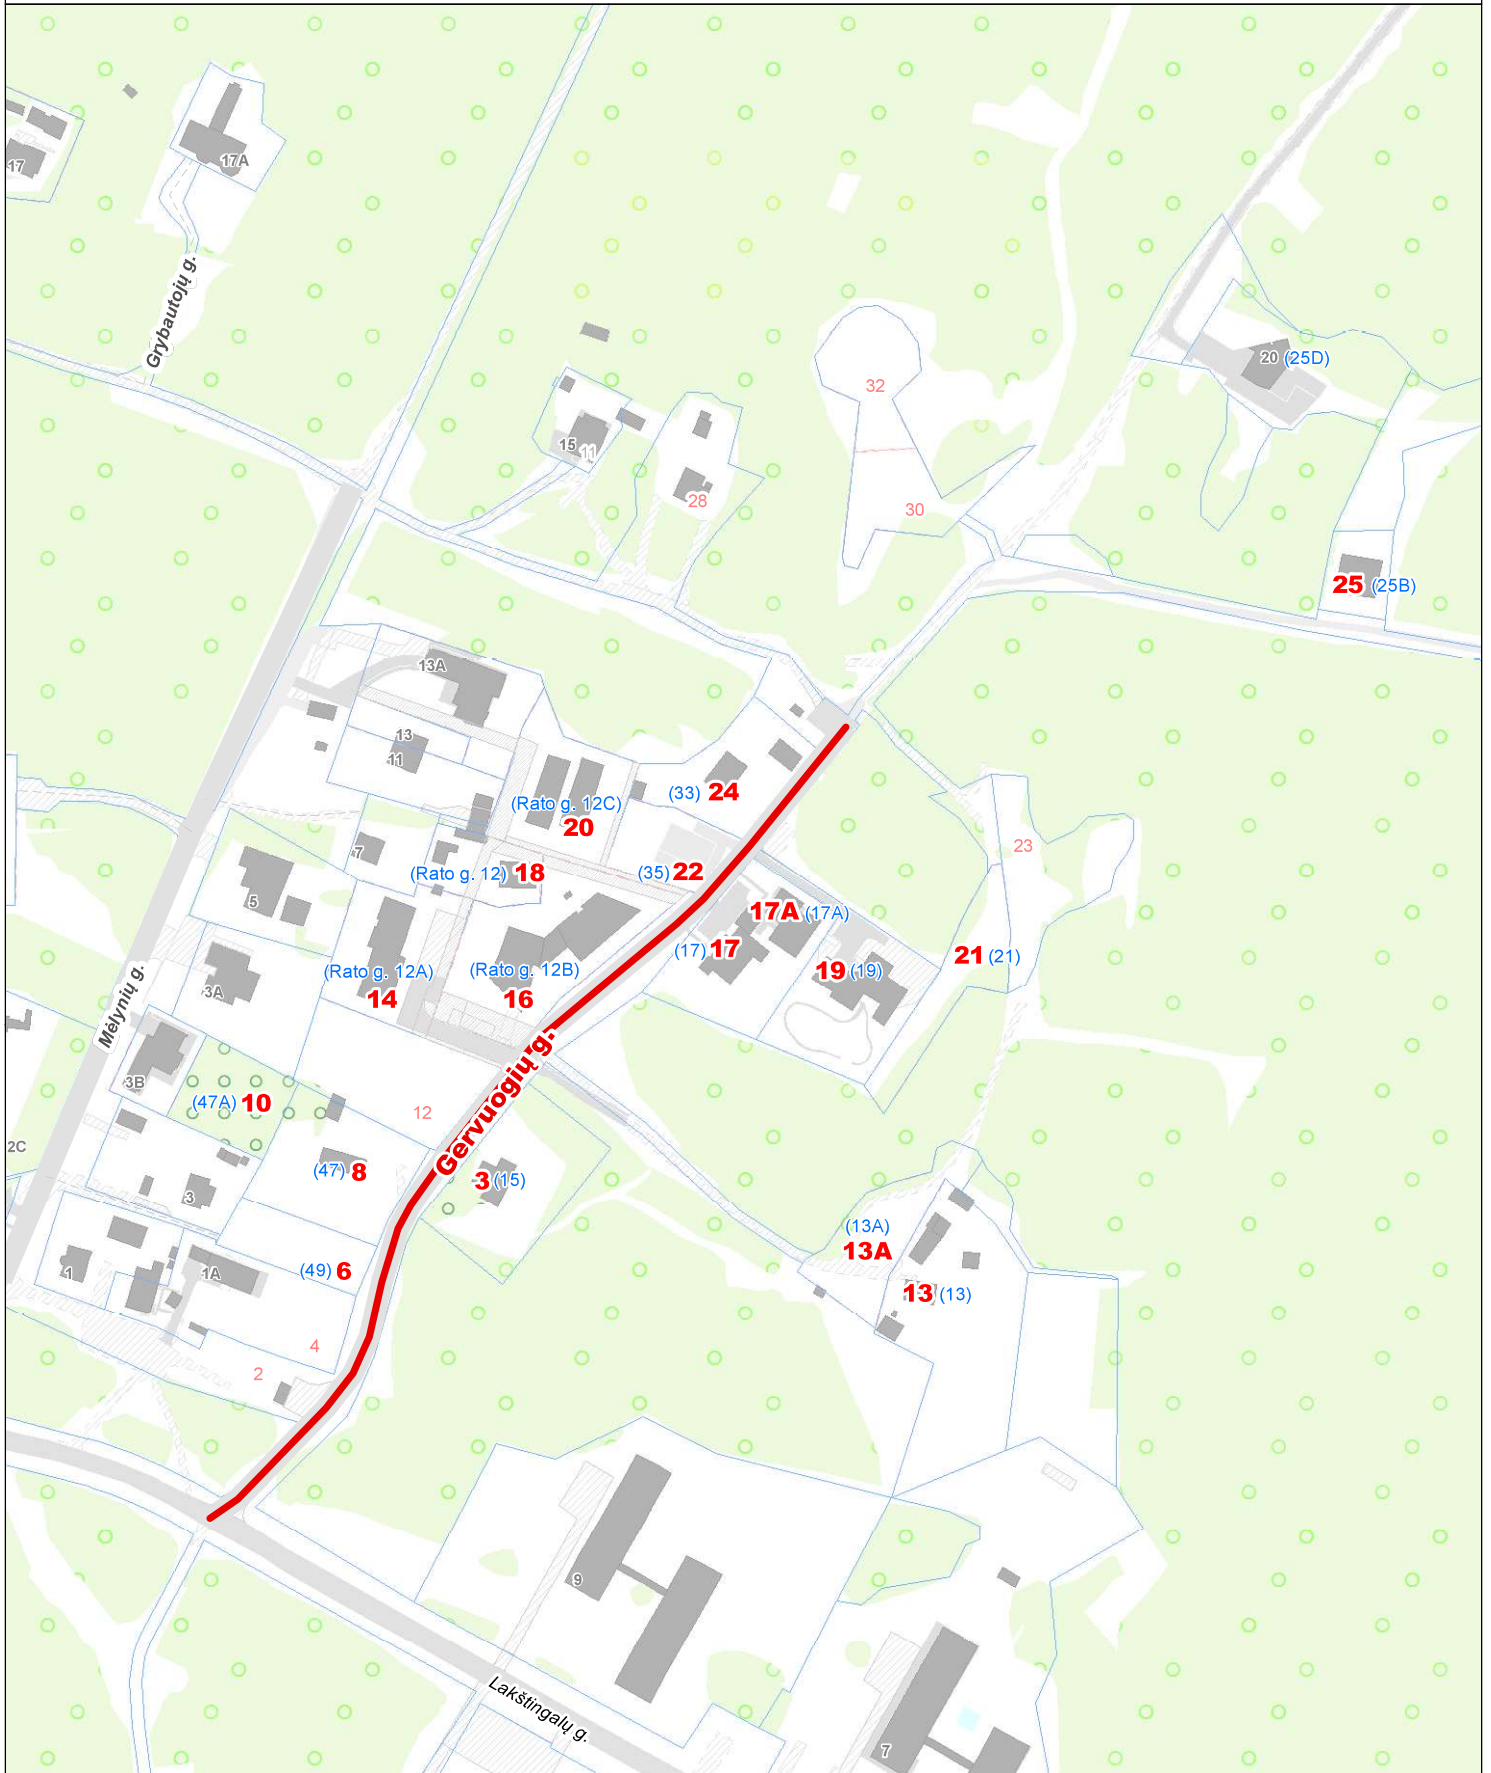 17
17A
Grybautojų g.
20 (25D)
32
15
11
28
30
25 (25B)
13A
13
11
(33) 24
(Rato g. 12C)
20
7
(Rato g. 12) 18
(35) 22
23
5
17A (17A)
(17) 17
21 (21)
19 (19)
(Rato g. 12A)
14
(Rato g. 12B)
16
3A
Mėlynių g.
3B
(47A) 10
12
Gervuogių g.
2C
(47) 8
3 (15)
3
(13A)
13A
1
1A
(49) 6
13 (13)
4
2
9
Lakštingalų g.
7